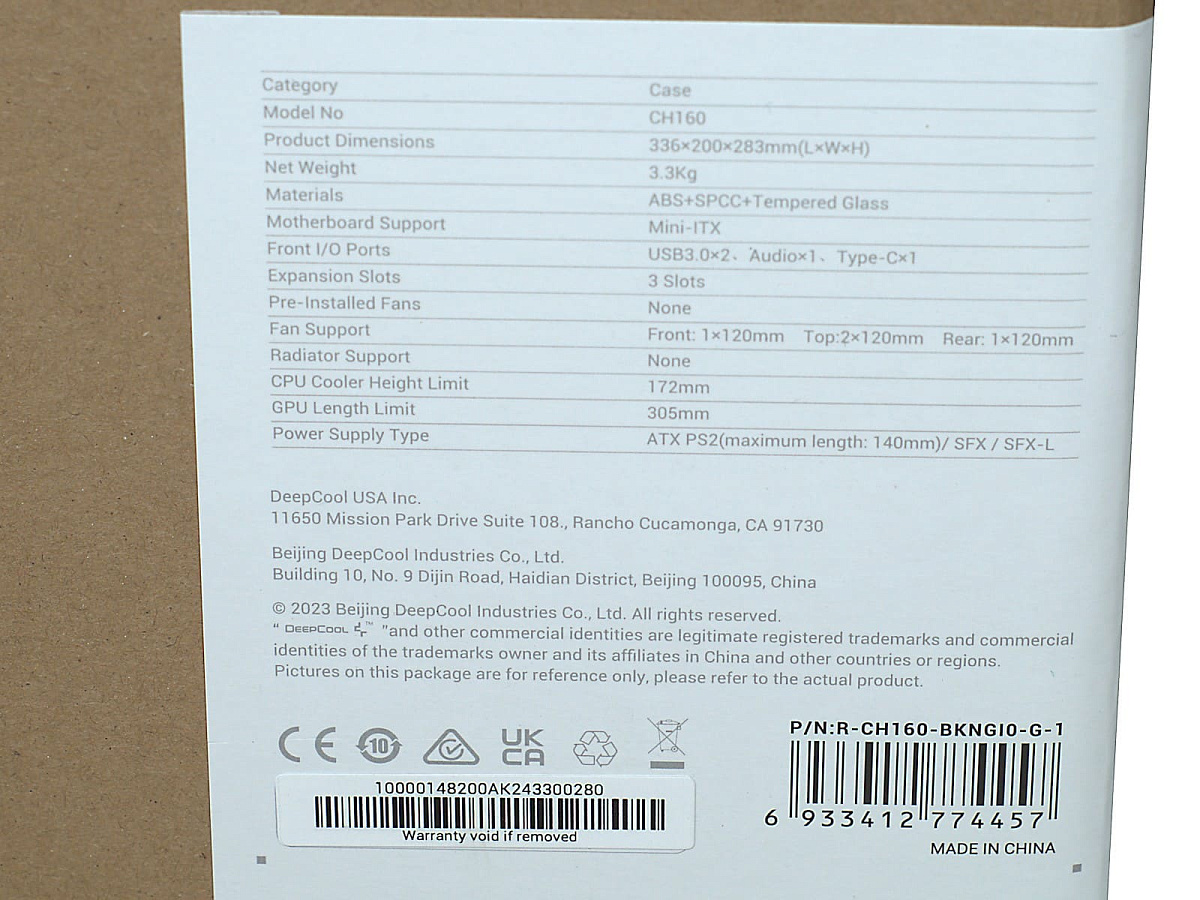 Category Case
Model No CH160
Product Dimensions 336×200×283mm(L×W×H)
Net Weight 3.3Kg
Materials ABS+SPCC+Tempered Glass
Motherboard Support Mini-ITX
Front I/O Ports USB3.0×2、Audio×1、Type-C×1
Expansion Slots 3 Slots
Pre-Installed Fans None
Fan Support Front: 1×120mm Top:2×120mm Rear: 1×120mm
Radiator Support None
CPU Cooler Height Limit 172mm
GPU Length Limit 305mm
Power Supply Type ATX PS2(maximum length: 140mm)/ SFX / SFX-L
DeepCool USA Inc.
11650 Mission Park Drive Suite 108., Rancho Cucamonga, CA 91730
Beijing DeepCool Industries Co., Ltd.
Building 10, No. 9 Dijin Road, Haidian District, Beijing 100095, China
© 2023 Beijing DeepCool Industries Co., Ltd. All rights reserved.
“ DEEPCOOL ™ ”and other commercial identities are legitimate registered trademarks and commercial
identities of the trademarks owner and its affiliates in China and other countries or regions.
Pictures on this package are for reference only, please refer to the actual product.
CE 10 UK CA
P/N:R-CH160-BKNGI0-G-1
10000148200AK243300280
Warranty void if removed
6 933412 774457
MADE IN CHINA